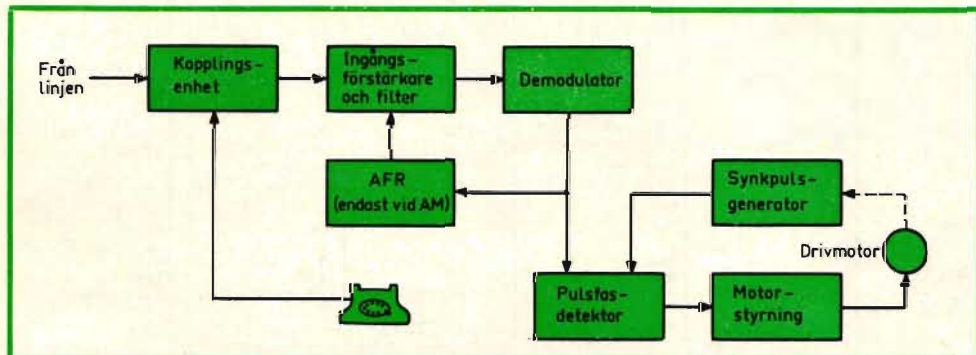 Från
linjen
Kopplings-
enhet
Ingångs-
förstärkare
och filter
Demodulator
AFR
(endast vid AM)
Synkpuls-
generator
Drivmotor
Pulsfas-
detektor
Motor-
styrning